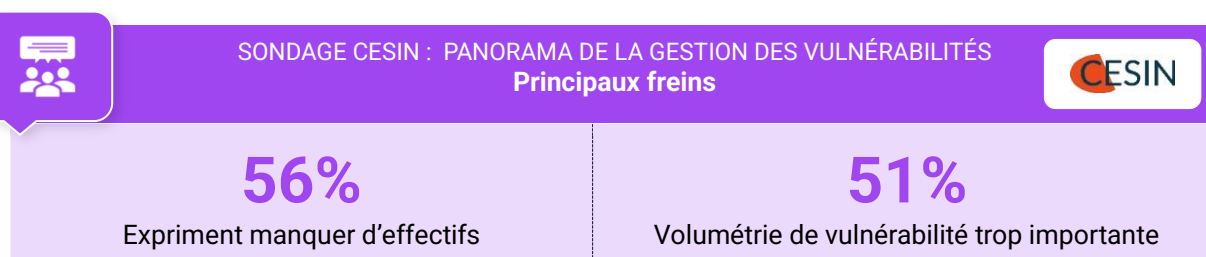 SONDAGE CESIN : PANORAMA DE LA GESTION DES VULNÉRABILITÉS
Principaux freins
CESIN
56%
Expriment manquer d’effectifs
51%
Volumétrie de vulnérabilité trop importante